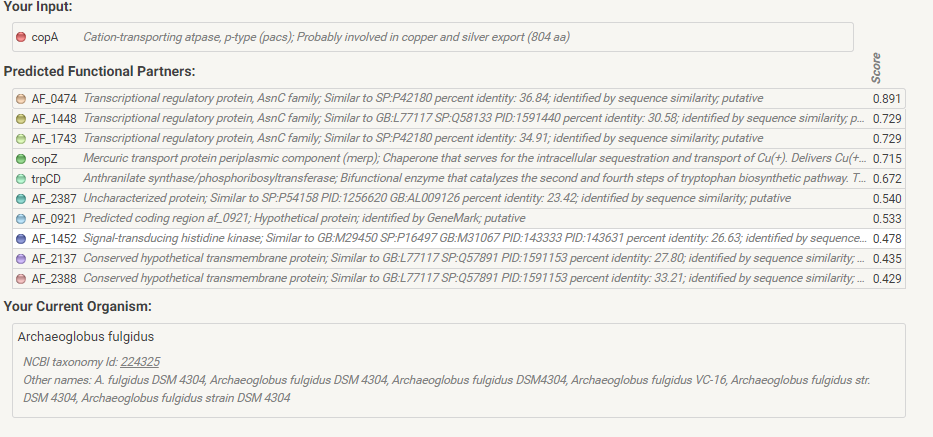 Your Input:
copA Cation-transporting atpase, p-type (pacs); Probably involved in copper and silver export (804 aa)
Predicted Functional Partners:
Score
AF_0474 Transcriptional regulatory protein, AsnC family; Similar to SP:P42180 percent identity: 36.84; identified by sequence similarity; putative 0.891
AF_1448 Transcriptional regulatory protein, AsnC family; Similar to GB:L77117 SP:Q58133 PID:1591440 percent identity: 30.58; identified by sequence similarity; p... 0.729
AF_1743 Transcriptional regulatory protein, AsnC family; Similar to SP:P42180 percent identity: 34.91; identified by sequence similarity; putative 0.729
copZ Mercuric transport protein periplasmic component (merp); Chaperone that serves for the intracellular sequestration and transport of Cu(+). Delivers Cu(+... 0.715
trpCD Anthranilate synthase/phosphoribosyltransferase; Bifunctional enzyme that catalyzes the second and fourth steps of tryptophan biosynthetic pathway. T... 0.672
AF_2387 Uncharacterized protein; Similar to SP:P54158 PID:1256620 GB:AL009126 percent identity: 23.42; identified by sequence similarity; putative 0.540
AF_0921 Predicted coding region af_0921; Hypothetical protein; identified by GeneMark; putative 0.533
AF_1452 Signal-transducing histidine kinase; Similar to GB:M29450 SP:P16497 GB:M31067 PID:143333 PID:143631 percent identity: 26.63; identified by sequence... 0.478
AF_2137 Conserved hypothetical transmembrane protein; Similar to GB:L77117 SP:Q57891 PID:1591153 percent identity: 27.80; identified by sequence similarity; ... 0.435
AF_2388 Conserved hypothetical transmembrane protein; Similar to GB:L77117 SP:Q57891 PID:1591153 percent identity: 33.21; identified by sequence similarity; ... 0.429
Your Current Organism:
Archaeoglobus fulgidus
NCBI taxonomy Id: 224325
Other names: A. fulgidus DSM 4304, Archaeoglobus fulgidus DSM 4304, Archaeoglobus fulgidus DSM4304, Archaeoglobus fulgidus VC-16, Archaeoglobus fulgidus str.
DSM 4304, Archaeoglobus fulgidus strain DSM 4304